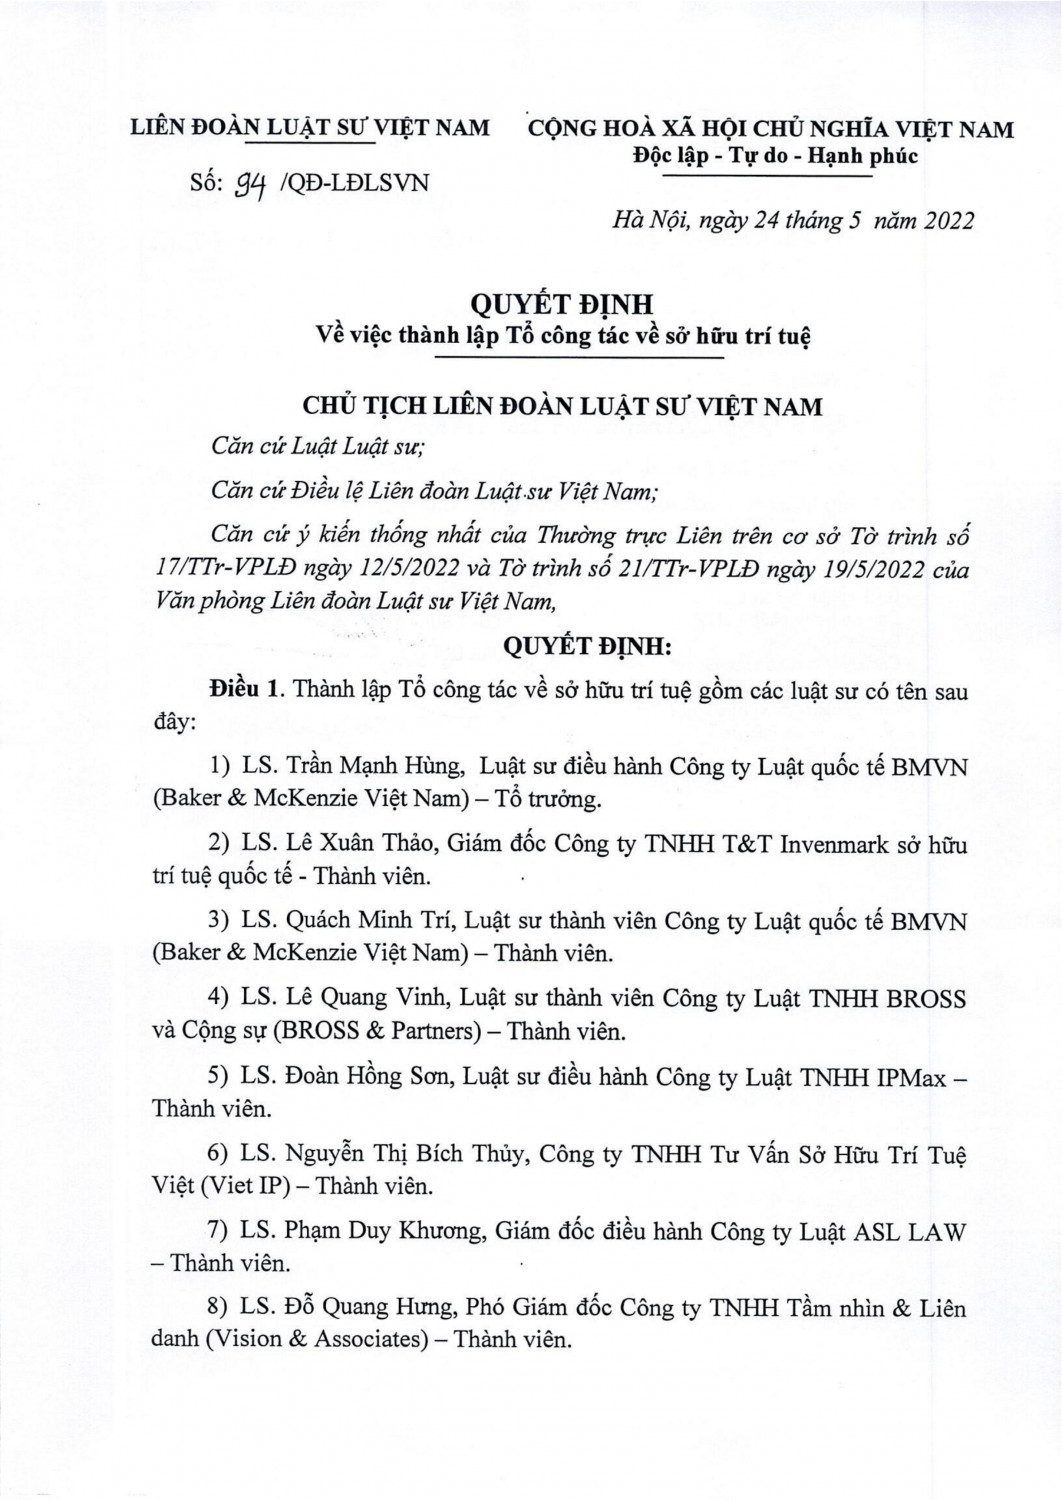 LIÊN ĐOÀN LUẬT SƯ VIỆT NAM
CỘNG HOÀ XÃ HỘI CHỦ NGHĨA VIỆT NAM
Độc lập - Tự do - Hạnh phúc
Số: 94 /QĐ-LĐLSVN
Hà Nội, ngày 24 tháng 5 năm 2022
QUYẾT ĐỊNH
Về việc thành lập Tổ công tác về sở hữu trí tuệ
CHỦ TỊCH LIÊN ĐOÀN LUẬT SƯ VIỆT NAM
Căn cứ Luật Luật sư;
Căn cứ Điều lệ Liên đoàn Luật sư Việt Nam;
Căn cứ ý kiến thống nhất của Thường trực Liên trên cơ sở Tờ trình số
17/TTr-VPLĐ ngày 12/5/2022 và Tờ trình số 21/TTr-VPLĐ ngày 19/5/2022 của
Văn phòng Liên đoàn Luật sư Việt Nam,
QUYẾT ĐỊNH:
Điều 1. Thành lập Tổ công tác về sở hữu trí tuệ gồm các luật sư có tên sau
đây:
1) LS. Trần Mạnh Hùng, Luật sư điều hành Công ty Luật quốc tế BMVN
(Baker & McKenzie Việt Nam) – Tổ trưởng.
2) LS. Lê Xuân Thảo, Giám đốc Công ty TNHH T&T Invenmark sở hữu
trí tuệ quốc tế - Thành viên.
3) LS. Quách Minh Trí, Luật sư thành viên Công ty Luật quốc tế BMVN
(Baker & McKenzie Việt Nam) – Thành viên.
4) LS. Lê Quang Vinh, Luật sư thành viên Công ty Luật TNHH BROSS
và Cộng sự (BROSS & Partners) – Thành viên.
5) LS. Đoàn Hồng Sơn, Luật sư điều hành Công ty Luật TNHH IPMax –
Thành viên.
6) LS. Nguyễn Thị Bích Thủy, Công ty TNHH Tư Vấn Sở Hữu Trí Tuệ
Việt (Viet IP) – Thành viên.
7) LS. Phạm Duy Khương, Giám đốc điều hành Công ty Luật ASL LAW
– Thành viên.
8) LS. Đỗ Quang Hưng, Phó Giám đốc Công ty TNHH Tầm nhìn & Liên
danh (Vision & Associates) – Thành viên.